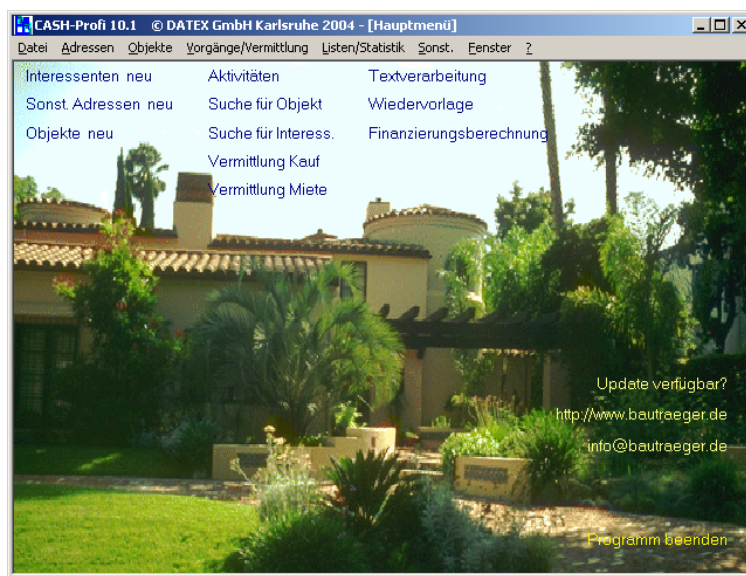 CASH-Profi 10.1 © DATEX GmbH Karlsruhe 2004 - [Hauptmenü]
Datei Adressen Objekte Vorgänge/Vermittlung Listen/Statistik Sonst. Fenster ?
Interessenten neu Aktivitäten Textverarbeitung
Sonst. Adressen neu Suche für Objekt Wiedervorlage
Objekte neu Suche für Interess. Finanzierungsberechnung
Vermittlung Kauf
Vermittlung Miete
Update verfügbar?
http://www.bautraeger.de
info@bautraeger.de
Programm beenden